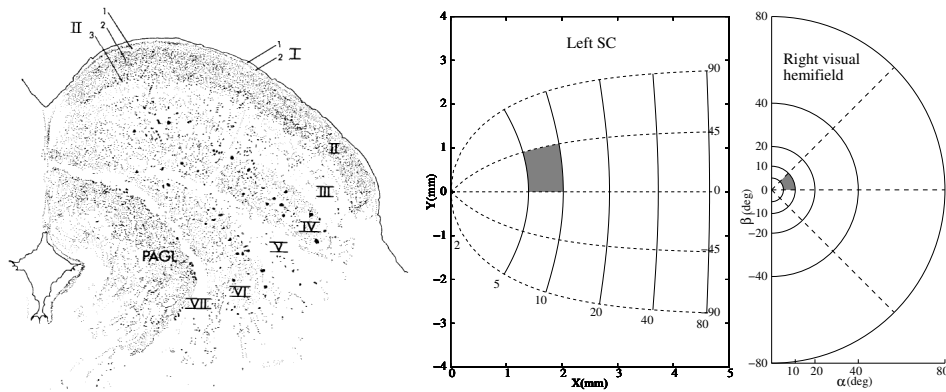 II
1
2
3
1
2
I
II
III
IV
V
VI
VII
PAGL
Left SC
Y(mm)
4
3
2
1
0
−1
−2
−3
−4
90
45
0
−45
−90
2
5
10
20
40
80
0
1
2
3
4
5
X(mm)
Right visual
hemifield
β (deg)
80
40
20
10
0
−10
−20
−40
−80
10
20
40
80
α(deg)